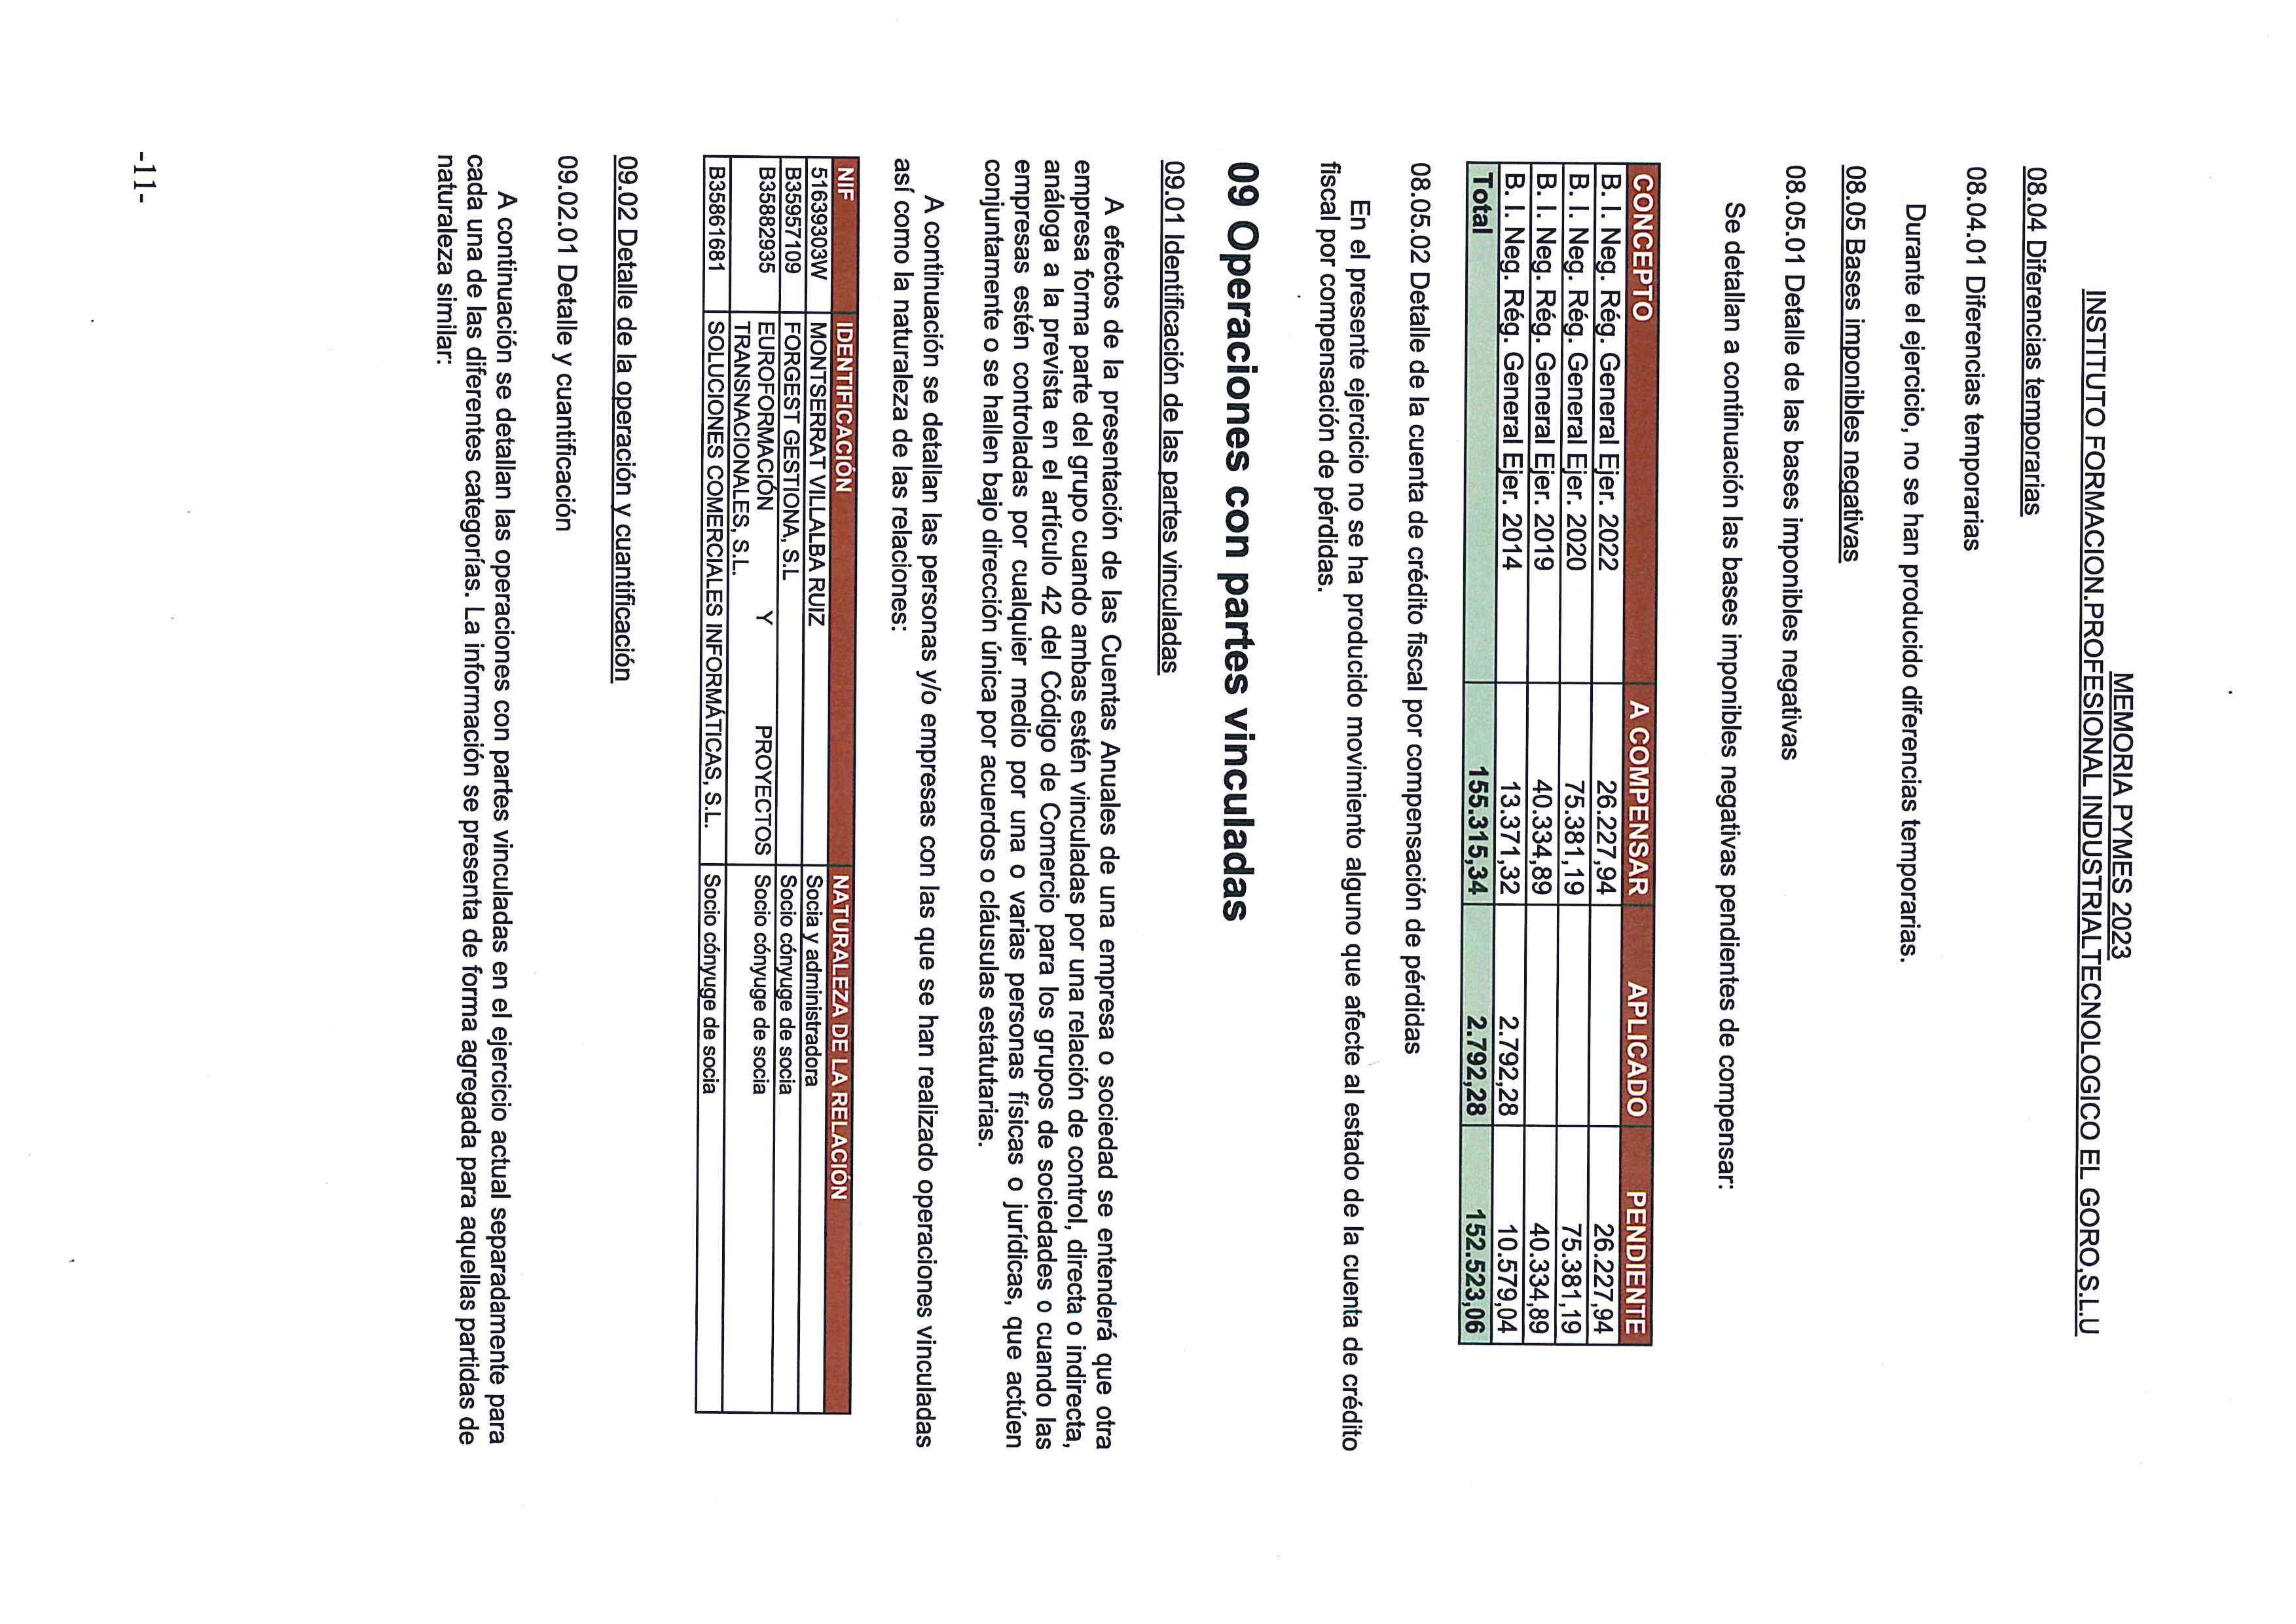 MEMORIA PYMES 2023
INSTITUTO FORMACION.PROFESIONAL INDUSTRIALTECNOLOGICO EL GORO,S.L.U
08.04 Diferencias temporarias
08.04.01 Diferencias temporarias
Durante el ejercicio, no se han producido diferencias temporarias.
08.05 Bases imponibles negativas
08.05.01 Detalle de las bases imponibles negativas
Se detallan a continuación las bases imponibles negativas pendientes de compensar:
CONCEPTO A COMPENSAR APLICADO PENDIENTE
B. I. Neg. Rég. General Ejer. 2022 26.227,94 26.227,94
B. I. Neg. Rég. General Ejer. 2020 75.381,19 75.381,19
B. I. Neg. Rég. General Ejer. 2019 40.334,89 40.334,89
B. I. Neg. Rég. General Ejer. 2014 13.371,32 2.792,28 10.579,04
Total 155.315,34 2.792,28 152.523,06
08.05.02 Detalle de la cuenta de crédito fiscal por compensación de pérdidas
En el presente ejercicio no se ha producido movimiento alguno que afecte al estado de la cuenta de crédito
fiscal por compensación de pérdidas.
09 Operaciones con partes vinculadas
09.01 Identificación de las partes vinculadas
A efectos de la presentación de las Cuentas Anuales de una empresa o sociedad se entenderá que otra
empresa forma parte del grupo cuando ambas estén vinculadas por una relación de control, directa o indirecta,
análoga a la prevista en el artículo 42 del Código de Comercio para los grupos de sociedades o cuando las
empresas estén controladas por cualquier medio por una o varias personas físicas o jurídicas, que actúen
conjuntamente o se hallen bajo dirección única por acuerdos o cláusulas estatutarias.
A continuación se detallan las personas y/o empresas con las que se han realizado operaciones vinculadas
así como la naturaleza de las relaciones:
NIF IDENTIFICACIÓN NATURALEZA DE LA RELACIÓN
51639303W MONTSERRAT VILLALBA RUIZ Socia y administradora
B35957109 FORGEST GESTIONA, S.L Socio cónyuge de socia
B35882935 EUROFORMACIÓN Y PROYECTOS Socio cónyuge de socia
TRANSNACIONALES, S.L.
B35861681 SOLUCIONES COMERCIALES INFORMÁTICAS, S.L. Socio cónyuge de socia
09.02 Detalle de la operación y cuantificación
09.02.01 Detalle y cuantificación
A continuación se detallan las operaciones con partes vinculadas en el ejercicio actual separadamente para
cada una de las diferentes categorías. La información se presenta de forma agregada para aquellas partidas de
naturaleza similar:
-11-